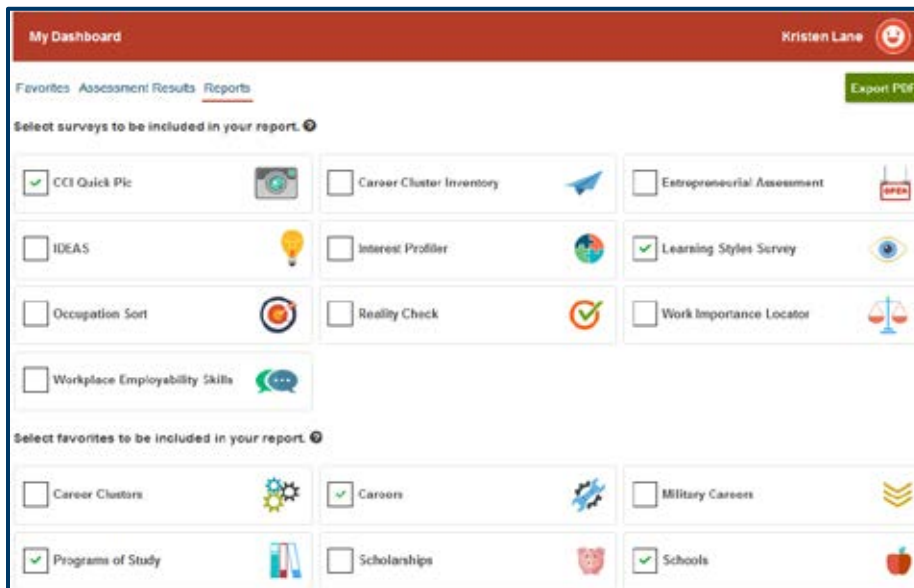 My Dashboard Kristen Lane
Favorites Assessment Results Reports Export PDF
Select surveys to be included in your report.
CCI Quick Pic Career Cluster Inventory Entrepreneurial Assessment
OPEN
IDEAS Interest Profiler Learning Styles Survey
Occupation Sort Reality Check Work Importance Locator
Workplace Employability Skills
Select favorites to be included in your report.
Career Clusters Careers Military Careers
Programs of Study Scholarships Schools